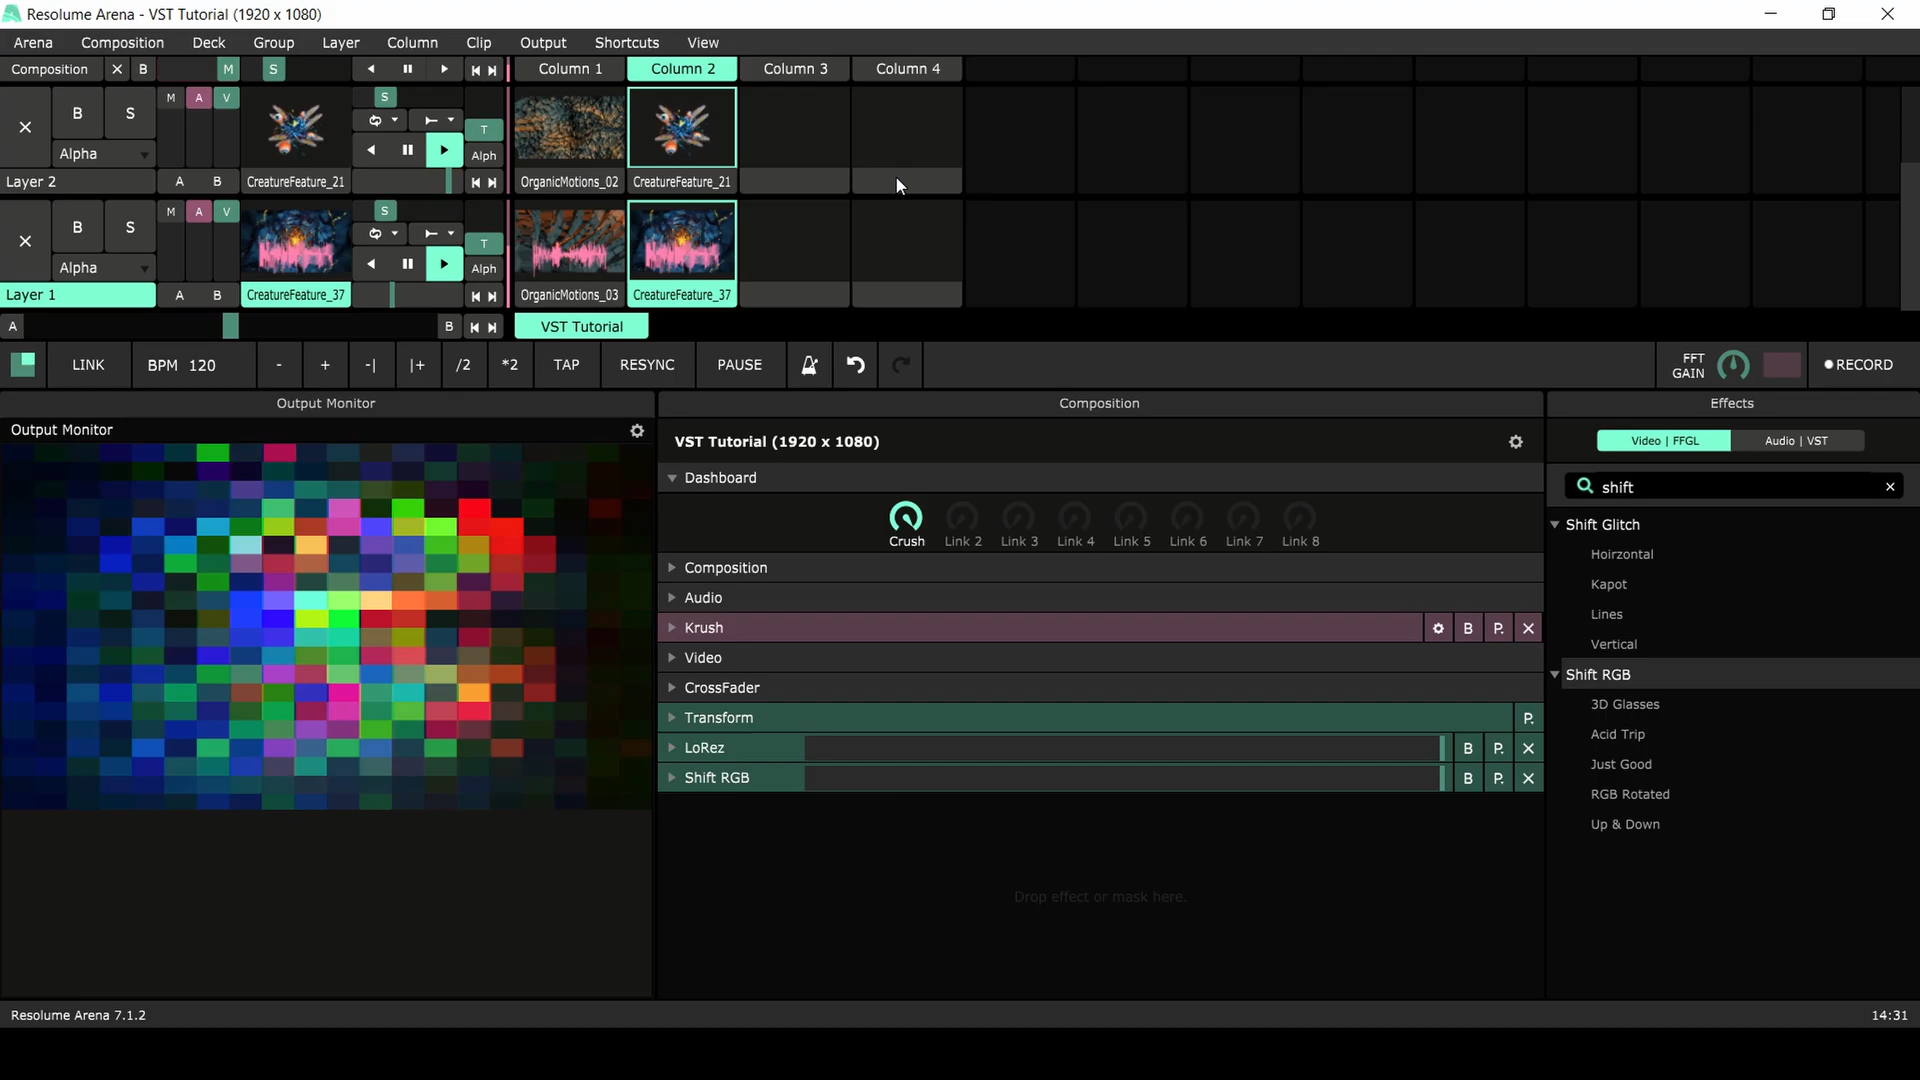 Resolume Arena - VST Tutorial (1920 x 1080)
Arena Composition Deck Group Layer Column Clip Output Shortcuts View
Composition B M S Column 1 Column 2 Column 3 Column 4
B S M A V S
T
Alpha Alph
Layer 2 A B CreatureFeature_21 OrganicMotions_02 CreatureFeature_21
B S M A V S
T
Alpha Alph
Layer 1 A B CreatureFeature_37 OrganicMotions_03 CreatureFeature_37
A B VST Tutorial
LINK BPM 120 - + -| |+ /2 *2 TAP RESYNC PAUSE FFT GAIN RECORD
Output Monitor Composition Effects
Output Monitor
VST Tutorial (1920 x 1080)
Video | FFGL Audio | VST
Dashboard
shift
Crush Link 2 Link 3 Link 4 Link 5 Link 6 Link 7 Link 8
Composition
Audio
Krush B P.
Video
CrossFader
Transform P.
LoRez B P.
Shift RGB B P.
Drop effect or mask here.
Shift Glitch
Hoirzontal
Kapot
Lines
Vertical
Shift RGB
3D Glasses
Acid Trip
Just Good
RGB Rotated
Up & Down
Resolume Arena 7.1.2 14:31